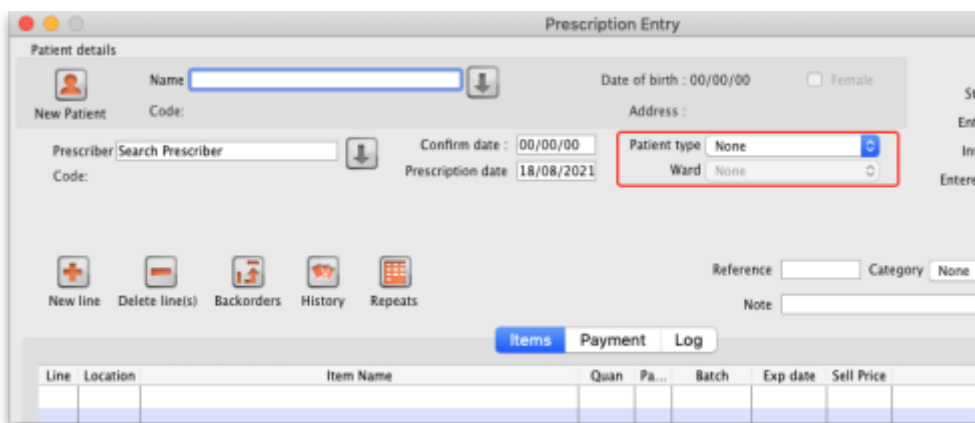 Prescription Entry
Patient details
Name
Date of birth : 00/00/00
Female
New Patient
Code:
Address :
Prescriber Search Prescriber
Confirm date : 00/00/00
Patient type None
Code:
Prescription date 18/08/2021
Ward None
New line Delete line(s) Backorders History Repeats
Reference
Category None
Note
Items Payment Log
Line Location Item Name Quan Pa... Batch Exp date Sell Price